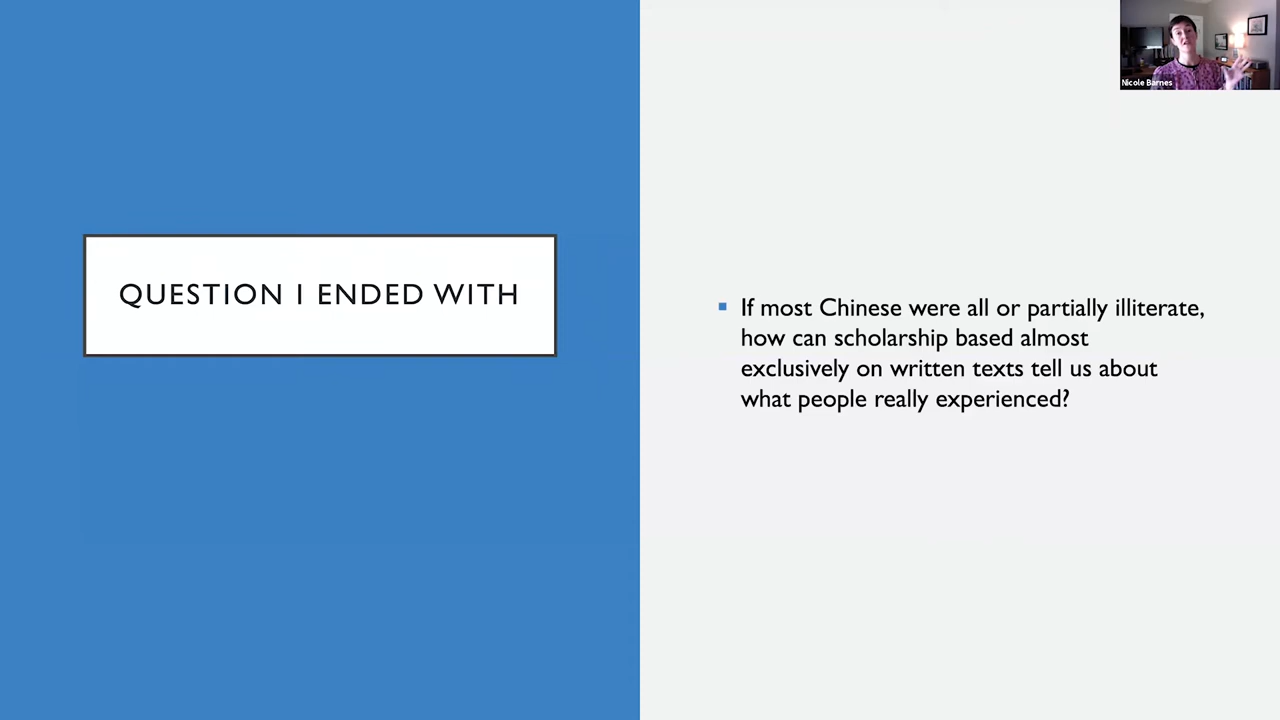 Nicole Barnes
QUESTION I ENDED WITH
If most Chinese were all or partially illiterate,
how can scholarship based almost
exclusively on written texts tell us about
what people really experienced?